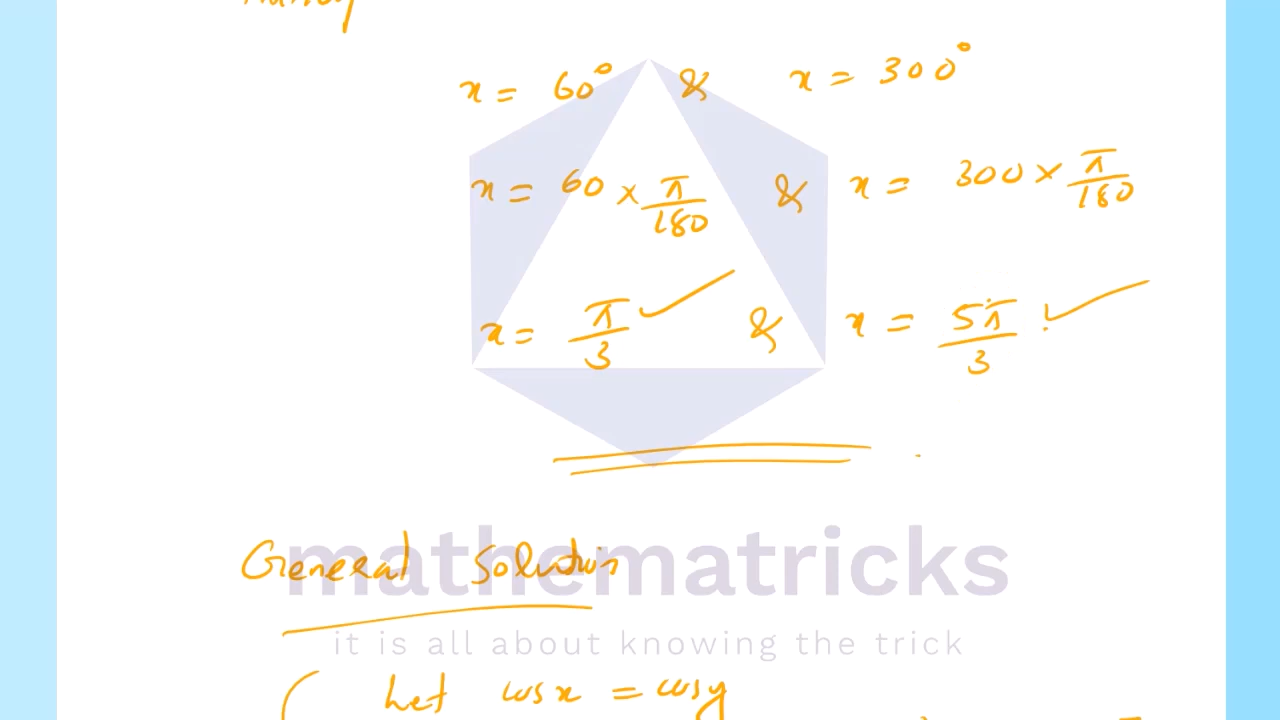 x = 60° & x = 300°
x = 60 × π/180 & x = 300 × π/180
x = π/3 & x = 5π/3
General Solution
mathematricks
it is all about knowing the trick
Let cos x = cos y